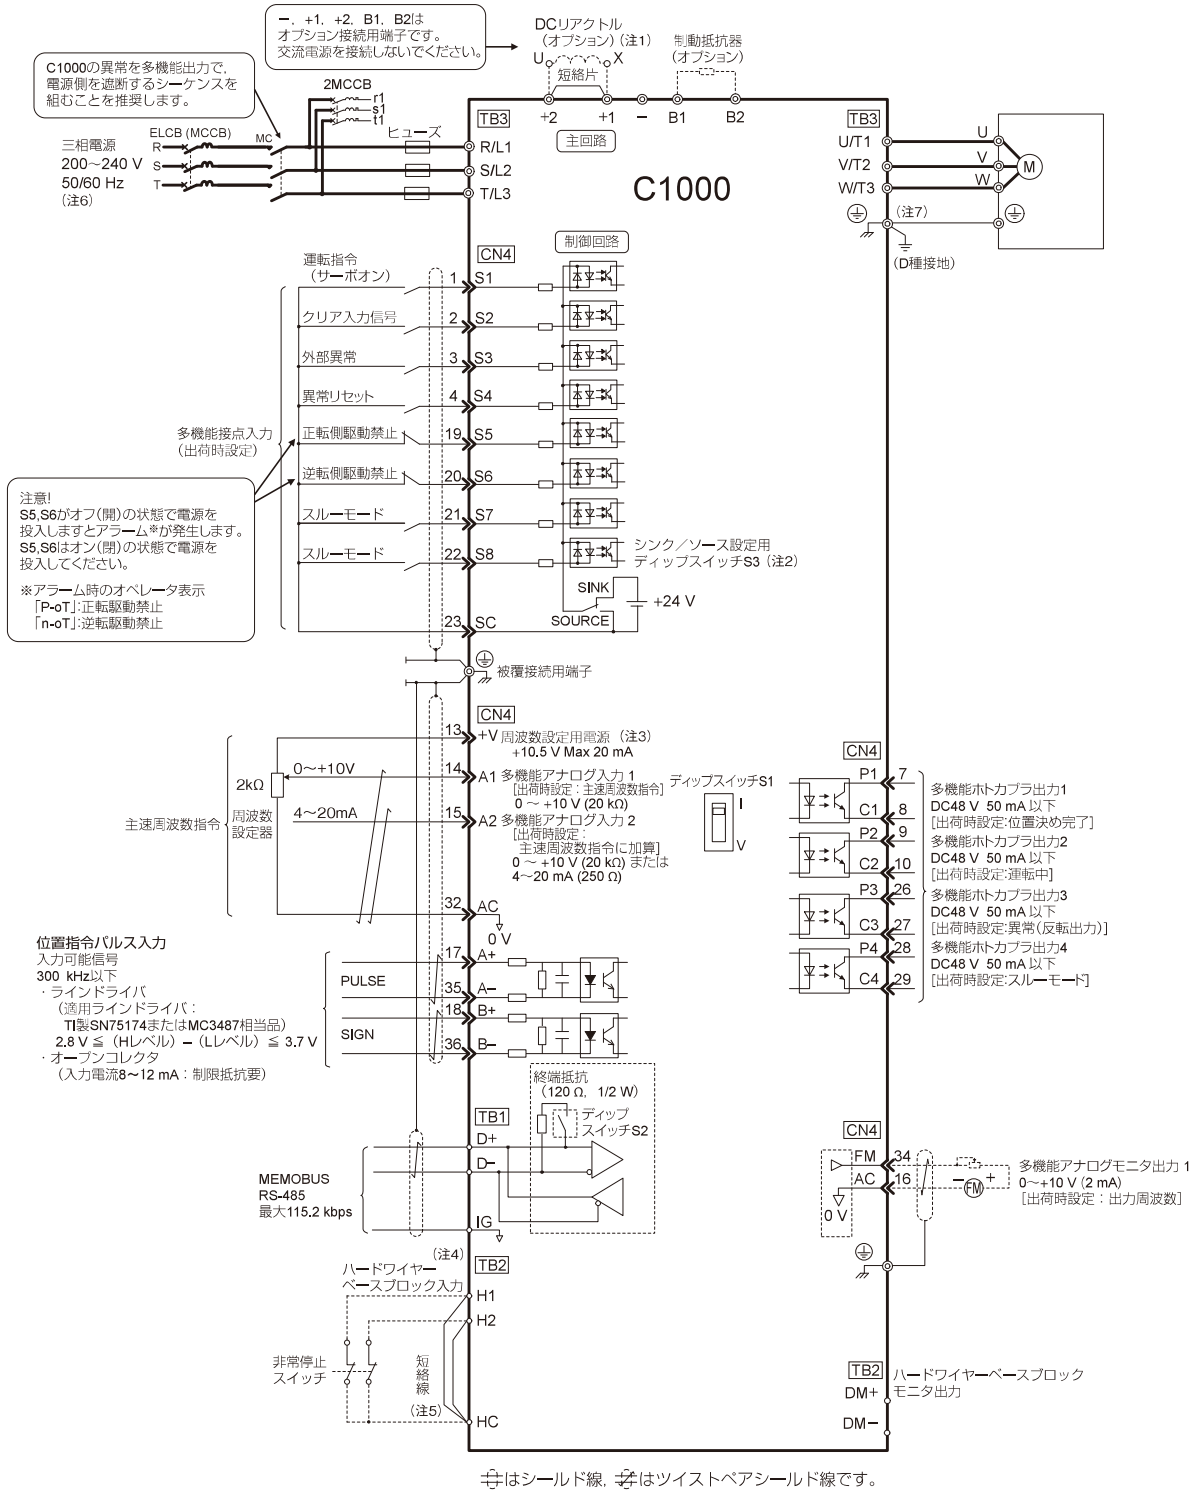 −, +1, +2, B1, B2は
オプション接続用端子です。
交流電源を接続しないでください。
DCリアクトル
(オプション)(注1)
U X
短絡片
制動抵抗器
(オプション)
C1000の異常を多機能出力で,
電源側を遮断するシーケンスを
組むことを推奨します。
2MCCB
r1
s1
t1
三相電源
200～240 V
50/60 Hz
(注6)
ELCB (MCCB)
MC
R
S
T
ヒューズ
TB3
+2 +1 − B1 B2
主回路
R/L1
S/L2
T/L3
C1000
TB3
U/T1
V/T2
W/T3
U
V
W
M
(注7)
(D種接地)
制御回路
CN4
運転指令
(サーボオン)
1 S1
クリア入力信号
2 S2
外部異常
3 S3
異常リセット
4 S4
正転側駆動禁止
19 S5
逆転側駆動禁止
20 S6
スルーモード
21 S7
スルーモード
22 S8
多機能接点入力
(出荷時設定)
注意!
S5,S6がオフ(開)の状態で電源を
投入しますとアラーム※が発生します。
S5,S6はオン(閉)の状態で電源を
投入してください。
※アラーム時のオペレータ表示
「P-oT」:正転駆動禁止
「n-oT」:逆転駆動禁止
シンク／ソース設定用
ディップスイッチS3 (注2)
SINK
SOURCE
+24 V
23 SC
被覆接続用端子
CN4
13 +V 周波数設定用電源 (注3)
+10.5 V Max 20 mA
主速周波数指令
2kΩ
周波数
設定器
0～+10V
14 A1 多機能アナログ入力 1
[出荷時設定：主速周波数指令]
0 ～ +10 V (20 kΩ)
4～20mA
15 A2 多機能アナログ入力 2
[出荷時設定：
主速周波数指令に加算]
0 ～ +10 V (20 kΩ) または
4～20 mA (250 Ω)
ディップスイッチS1
I
V
32 AC
0 V
CN4
P1 7
C1 8
多機能ホトカプラ出力1
DC48 V 50 mA 以下
[出荷時設定:位置決め完了]
P2 9
C2 10
多機能ホトカプラ出力2
DC48 V 50 mA 以下
[出荷時設定:運転中]
P3 26
C3 27
多機能ホトカプラ出力3
DC48 V 50 mA 以下
[出荷時設定:異常(反転出力)]
P4 28
C4 29
多機能ホトカプラ出力4
DC48 V 50 mA 以下
[出荷時設定:スルーモード]
位置指令パルス入力
入力可能信号
300 kHz以下
・ラインドライバ
(適用ラインドライバ：
TI製SN75174またはMC3487相当品)
2.8 V ≦ (Hレベル) − (Lレベル) ≦ 3.7 V
・オープンコレクタ
(入力電流8～12 mA：制限抵抗要)
PULSE
17 A+
35 A−
SIGN
18 B+
36 B−
終端抵抗
(120 Ω, 1/2 W)
ディップ
スイッチS2
TB1
D+
D−
IG
MEMOBUS
RS-485
最大115.2 kbps
CN4
FM 34
AC 16
0 V
− FM +
多機能アナログモニタ出力 1
0～+10 V (2 mA)
[出荷時設定：出力周波数]
(注4)
ハードワイヤー
ベースブロック入力
TB2
H1
H2
HC
非常停止
スイッチ
短絡線
(注5)
TB2
ハードワイヤーベースブロック
モニタ出力
DM+
DM−
はシールド線, はツイストペアシールド線です。